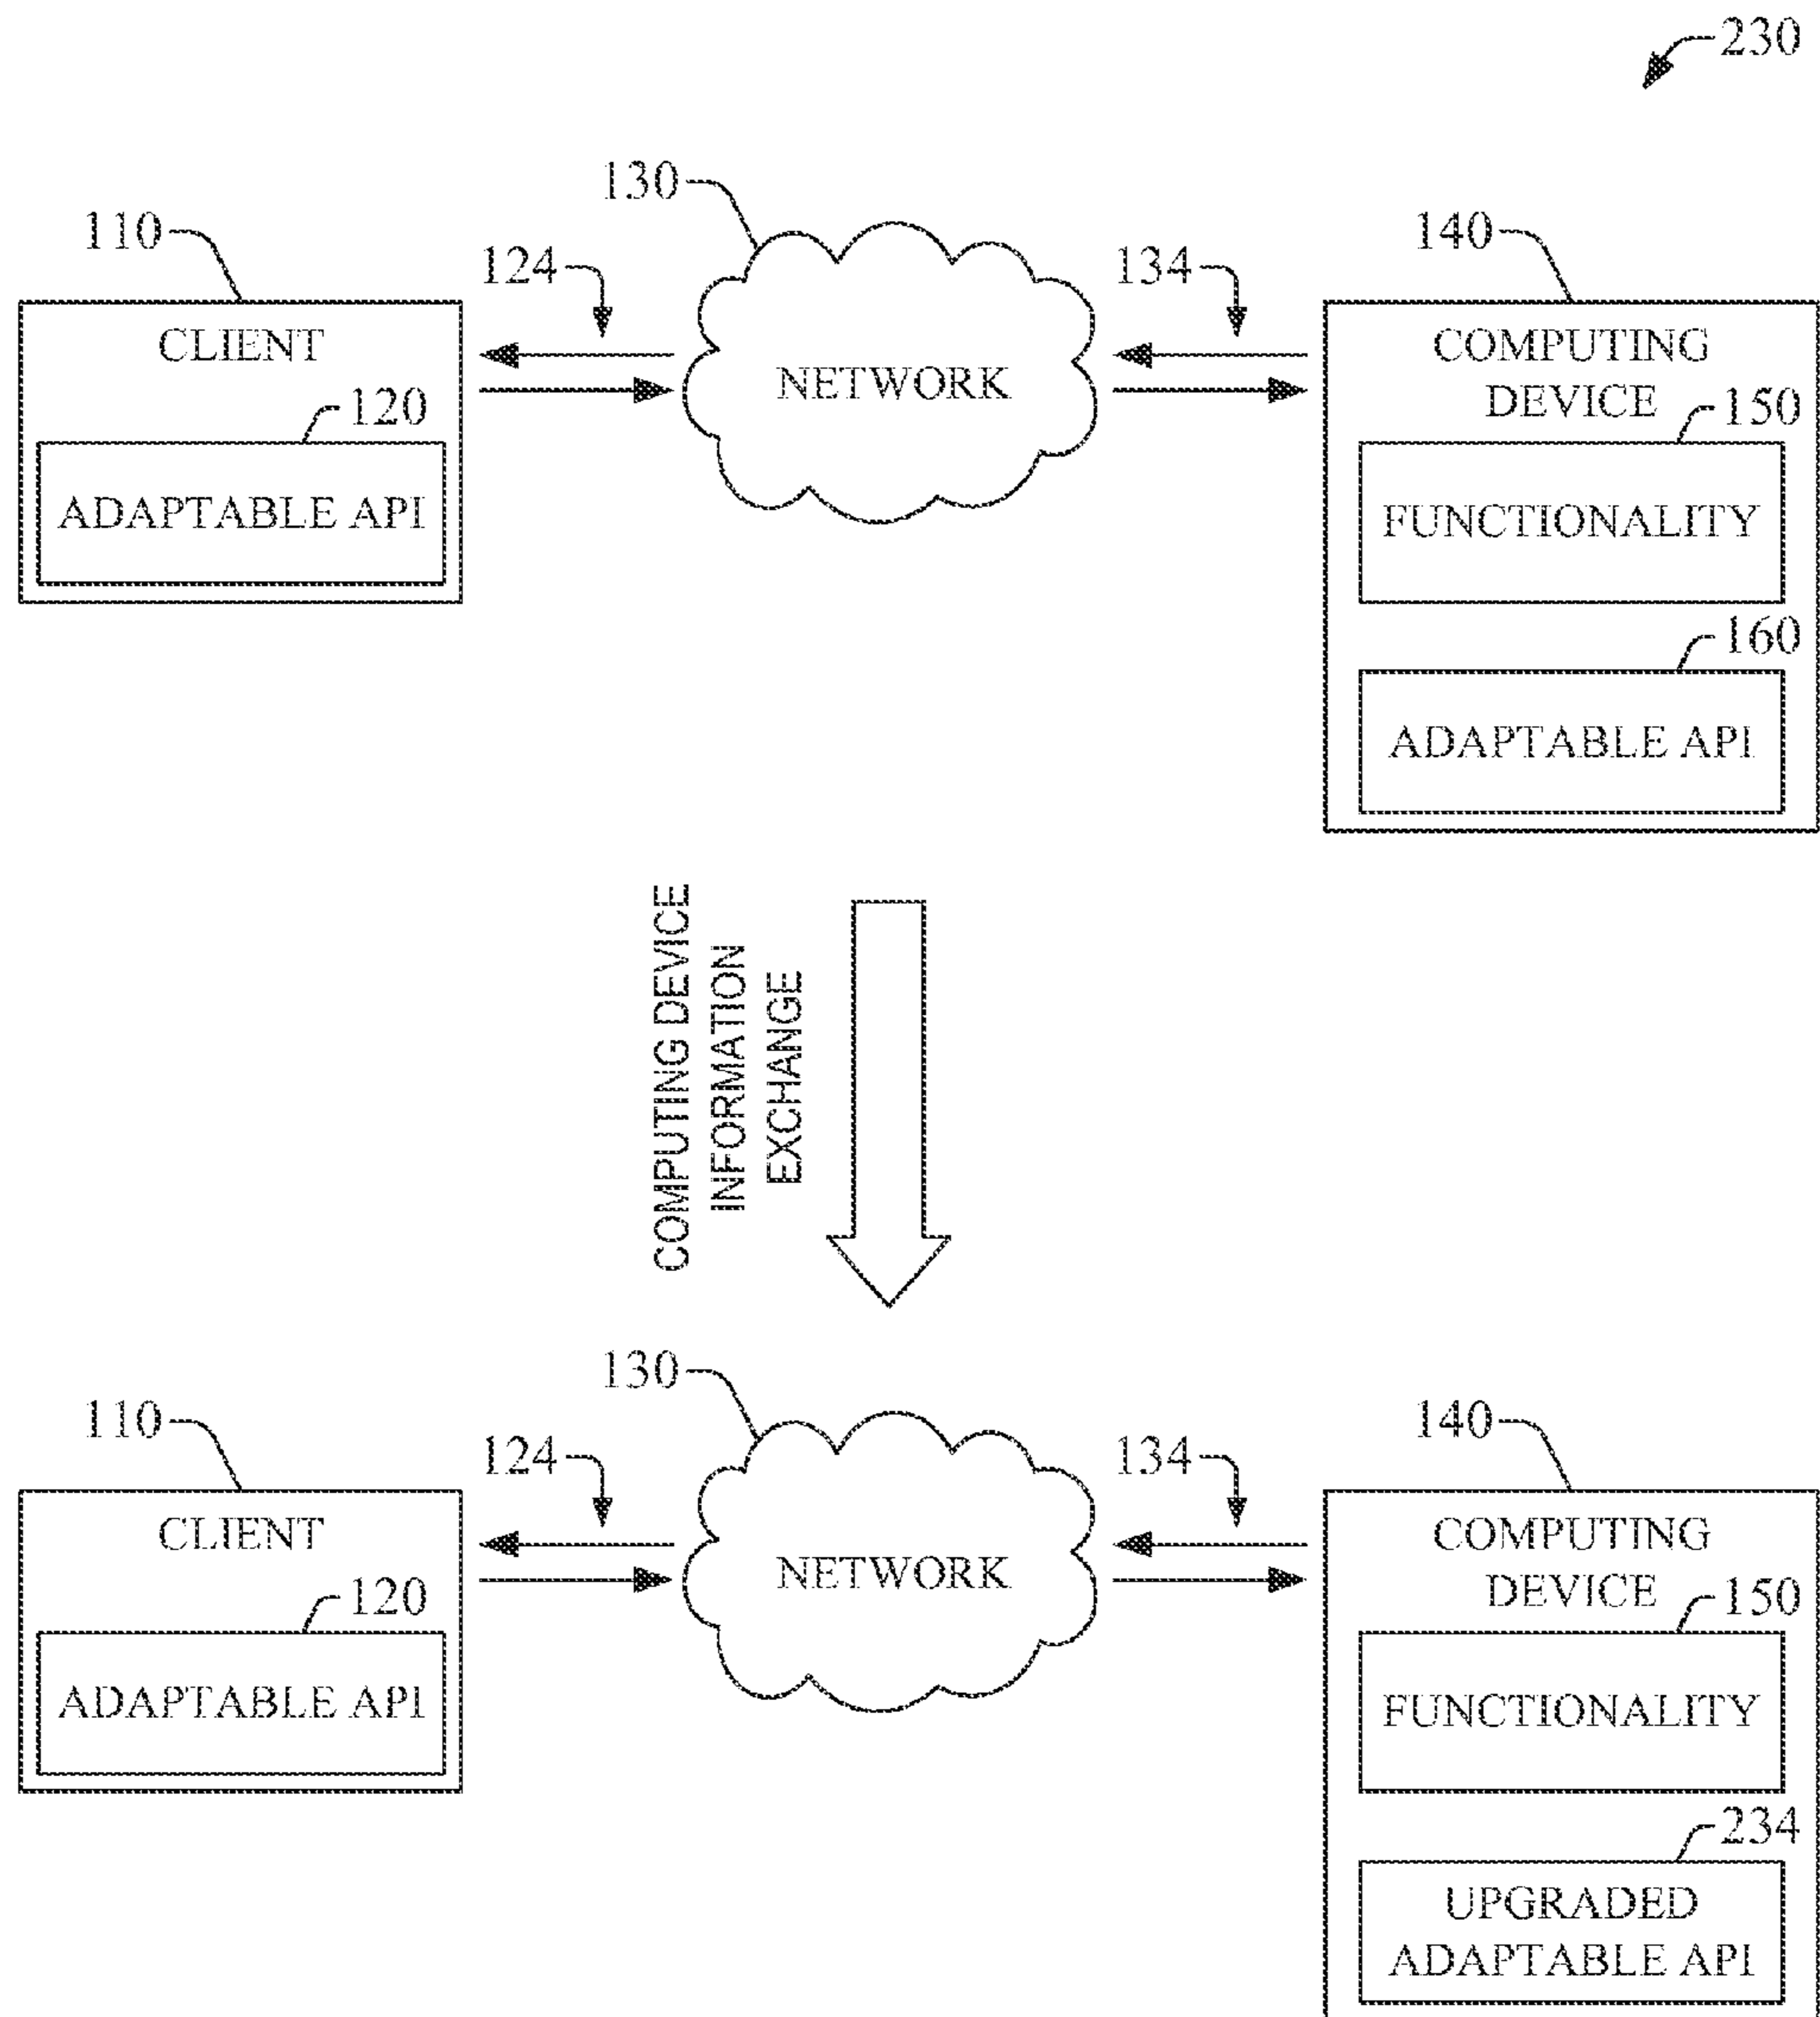 230
130
110
124
134
140
CLIENT
COMPUTING
DEVICE
NETWORK
120
150
ADAPTABLE API
FUNCTIONALITY
160
ADAPTABLE API
COMPUTING DEVICE
INFORMATION
EXCHANGE
130
110
124
134
140
CLIENT
COMPUTING
DEVICE
NETWORK
120
150
ADAPTABLE API
FUNCTIONALITY
234
UPGRADED
ADAPTABLE API